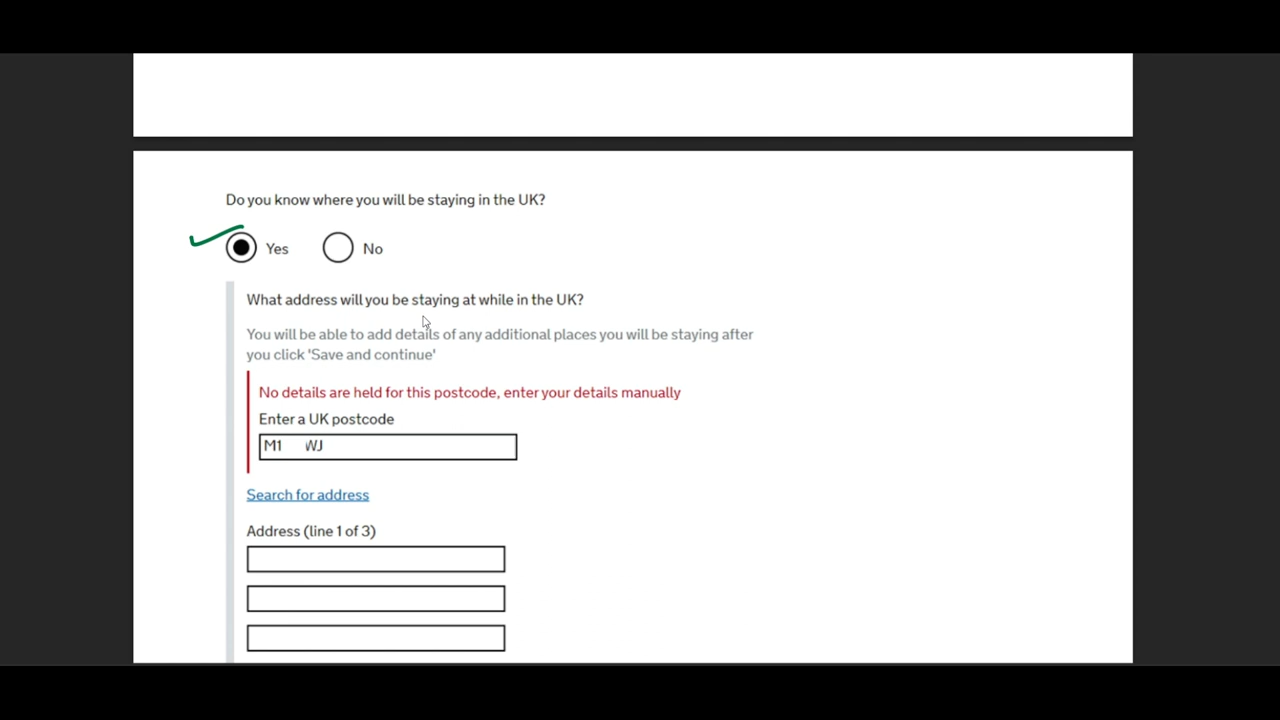 Do you know where you will be staying in the UK?
Yes
No
What address will you be staying at while in the UK?
You will be able to add details of any additional places you will be staying after
you click 'Save and continue'
No details are held for this postcode, enter your details manually
Enter a UK postcode
M1 WJ
Search for address
Address (line 1 of 3)